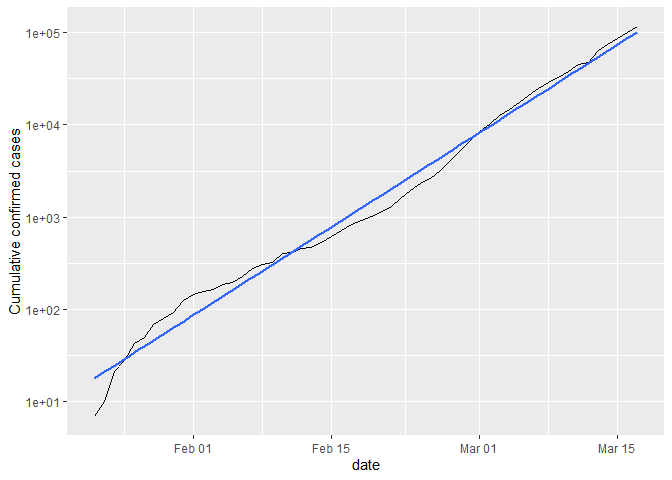 Cumulative confirmed cases
1e+05
1e+04
1e+03
1e+02
1e+01
Feb 01 Feb 15 Mar 01 Mar 15
date